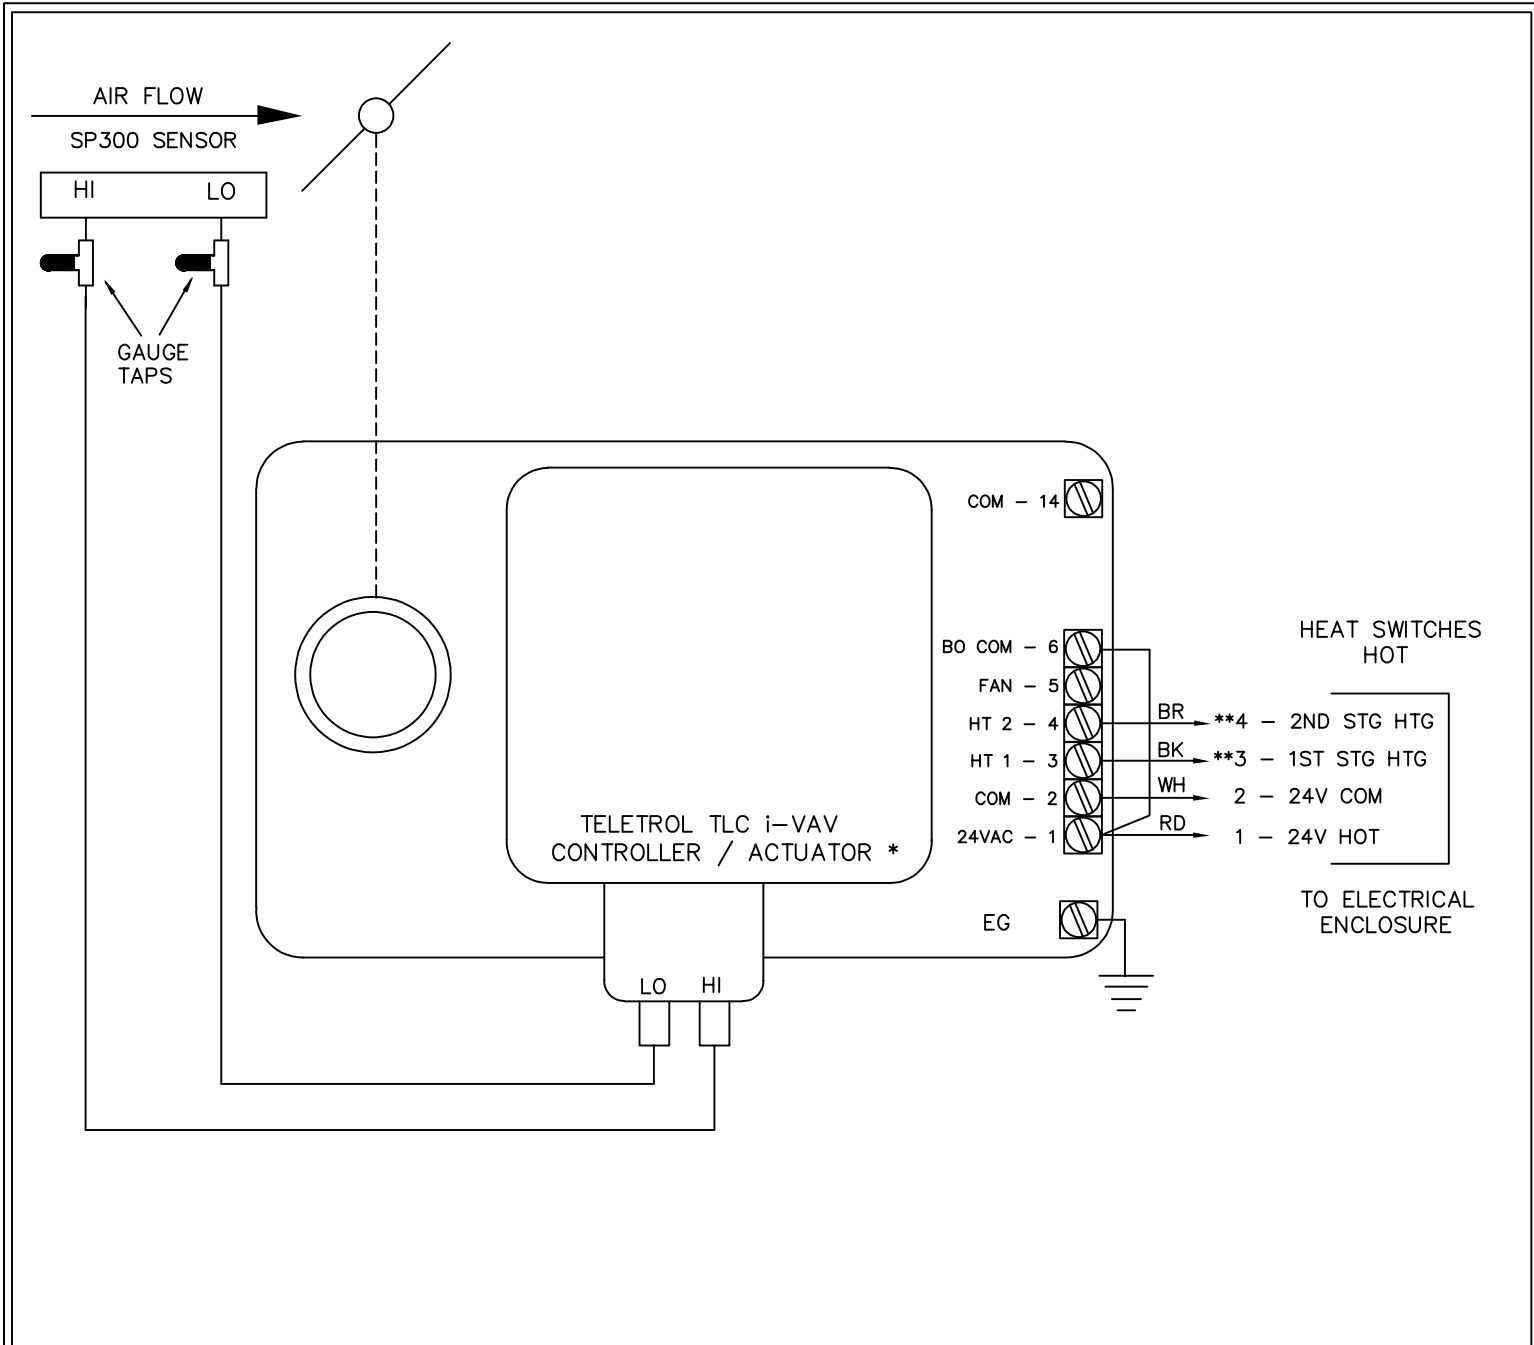 AIR FLOW
SP300 SENSOR
HI LO
GAUGE
TAPS
COM - 14
BO COM - 6
FAN - 5
HT 2 - 4
HT 1 - 3
COM - 2
24VAC - 1
EG
TELETROL TLC i-VAV
CONTROLLER / ACTUATOR *
LO HI
HEAT SWITCHES
HOT
BR **4 - 2ND STG HTG
BK **3 - 1ST STG HTG
WH 2 - 24V COM
RD 1 - 24V HOT
TO ELECTRICAL
ENCLOSURE